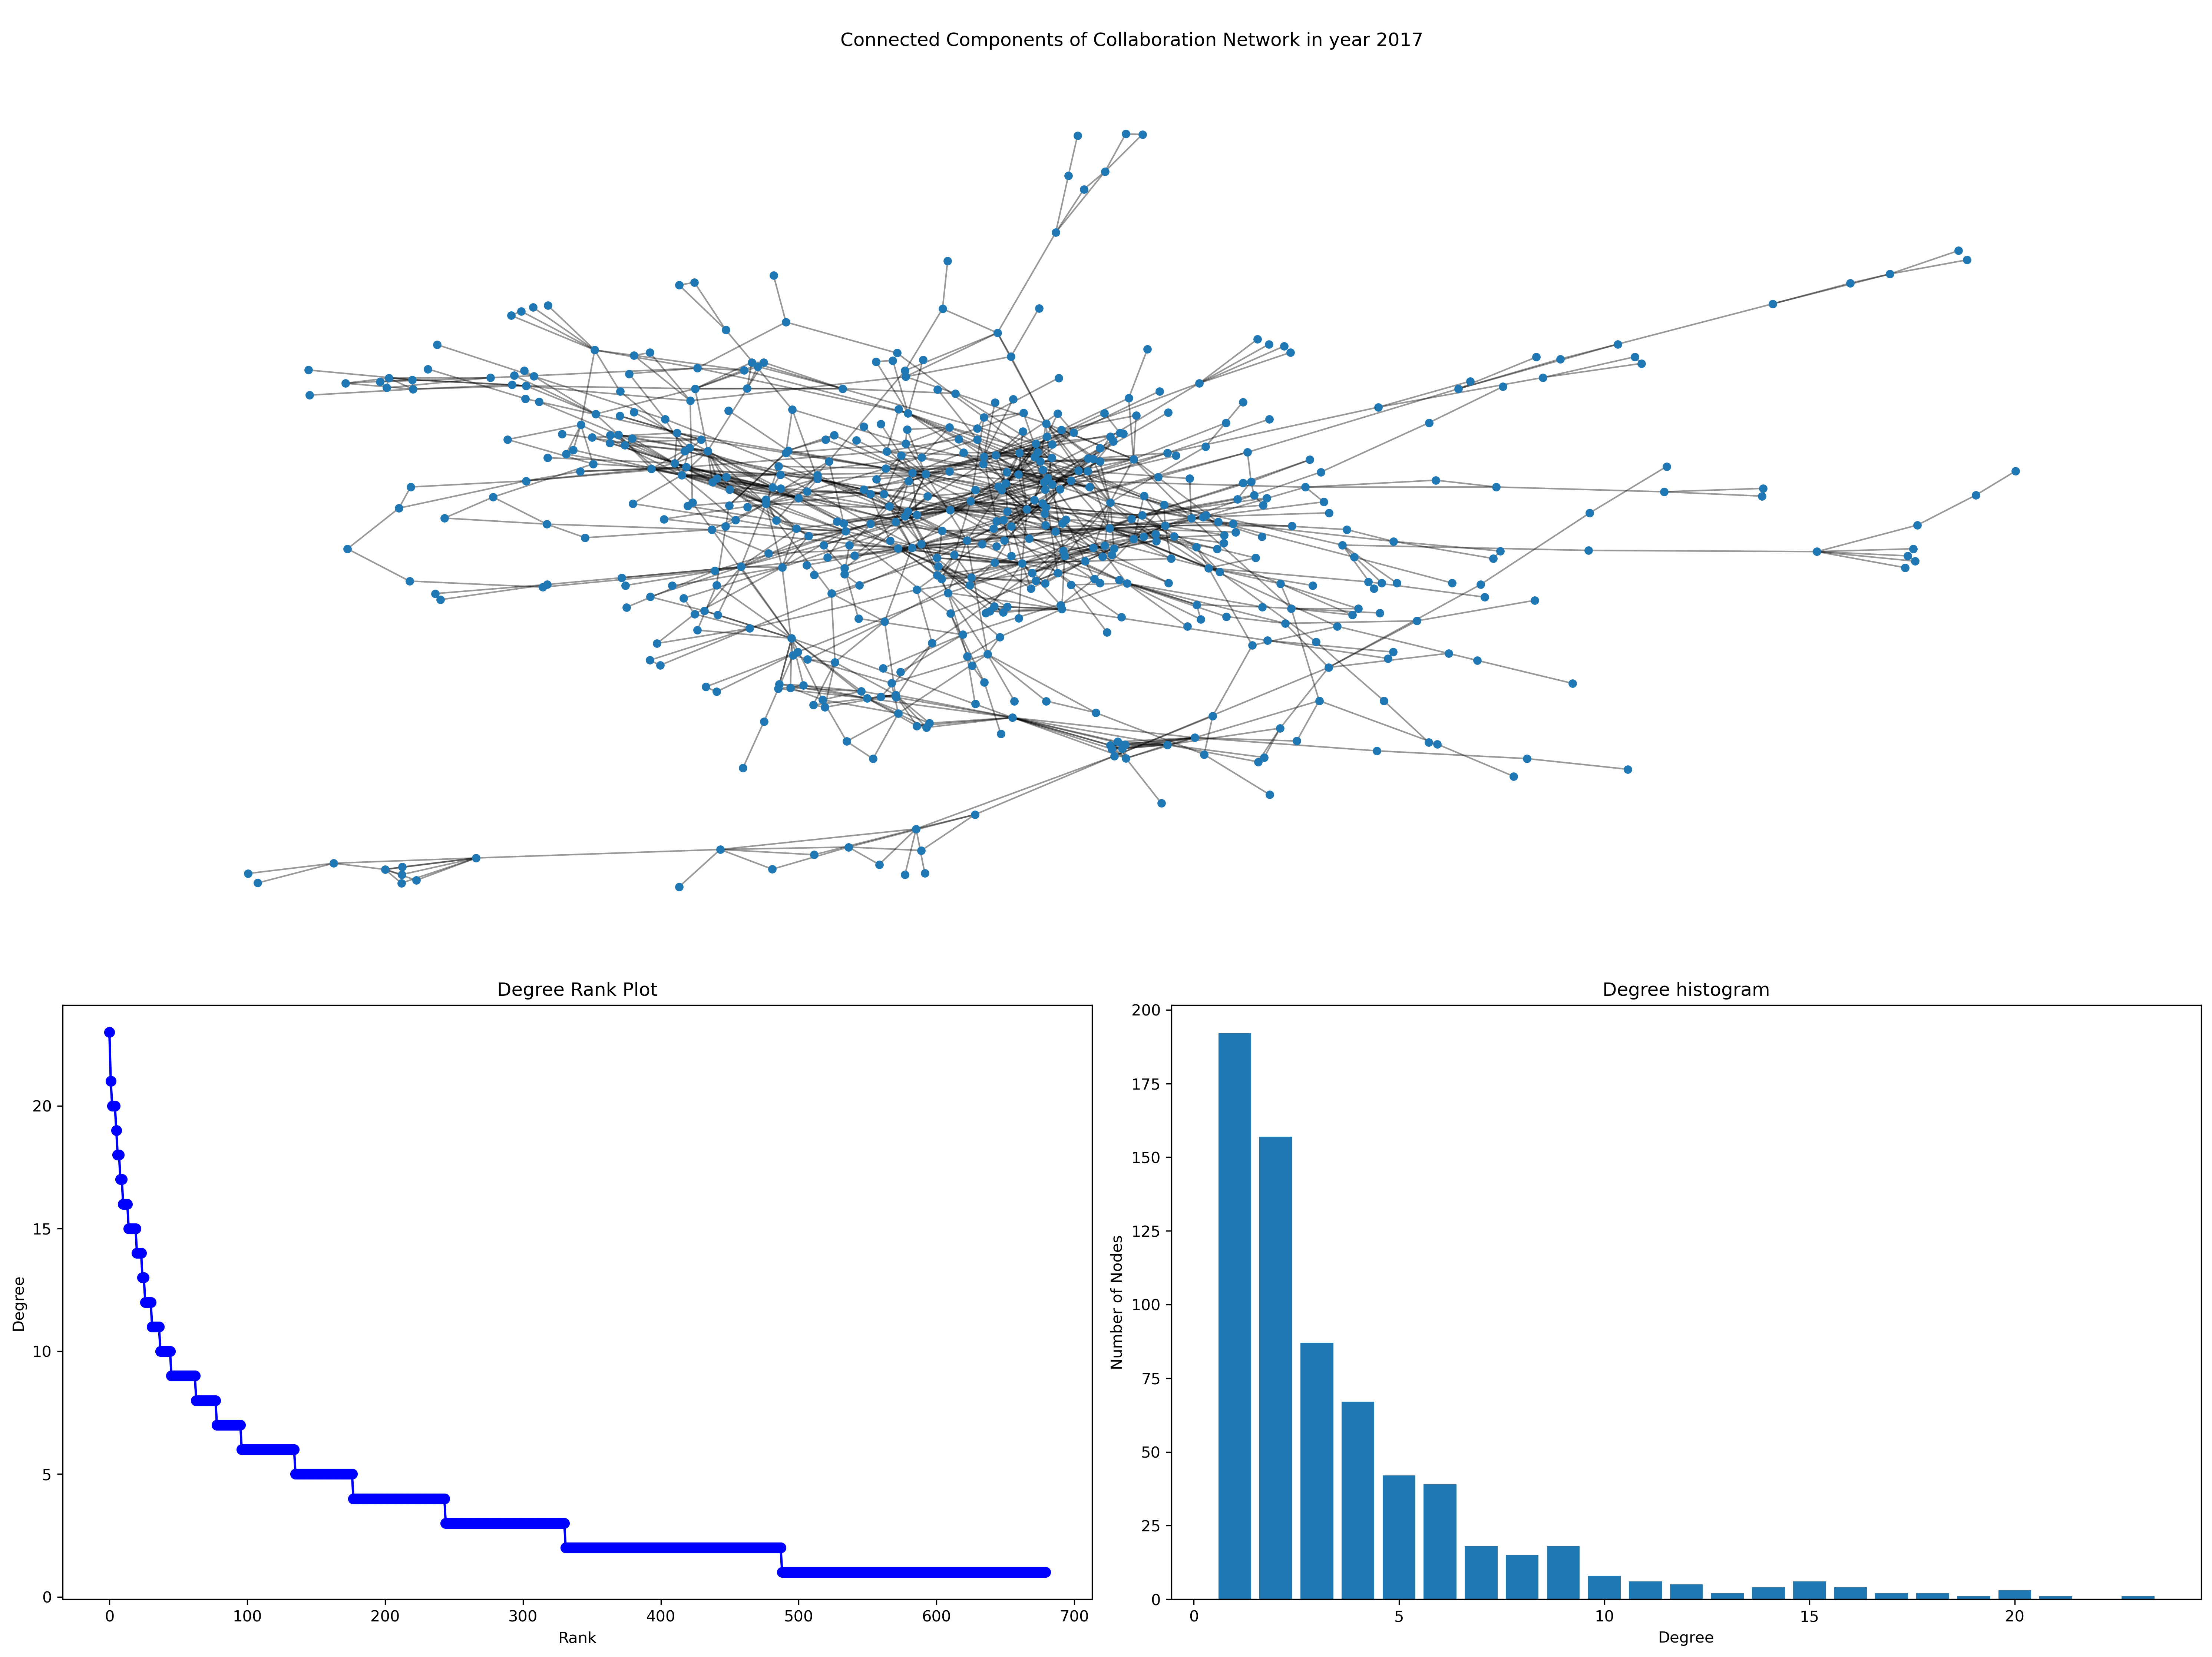 Connected Components of Collaboration Network in year 2017
Degree Rank Plot
Degree
20
15
10
5
0
0 100 200 300 400 500 600 700
Rank
Degree histogram
Number of Nodes
200
175
150
125
100
75
50
25
0
0 5 10 15 20
Degree